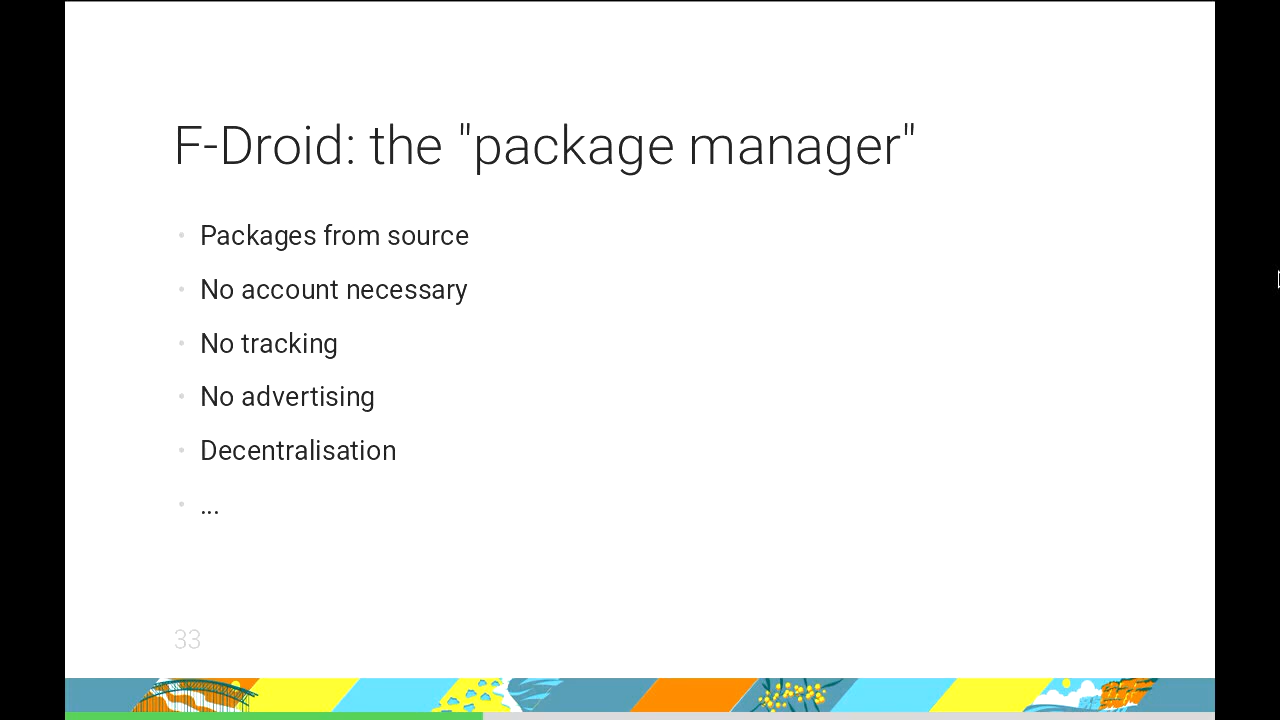 F-Droid: the "package manager"
• Packages from source
• No account necessary
• No tracking
• No advertising
• Decentralisation
• ...
33